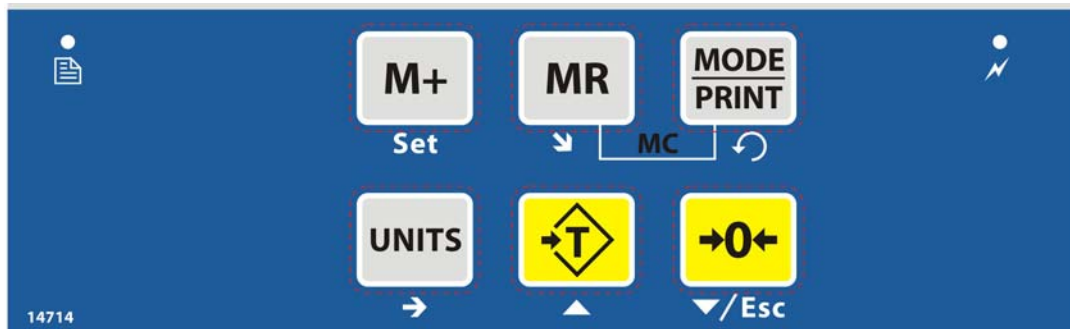 M+ MR MODE
PRINT
Set MC
UNITS →T →0←
14714 ▼/Esc